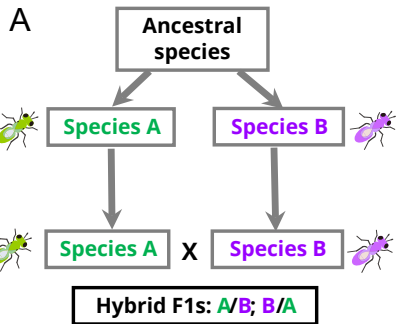 A
Ancestral
species
Species A
Species B
Species A X Species B
Hybrid F1s: A/B; B/A